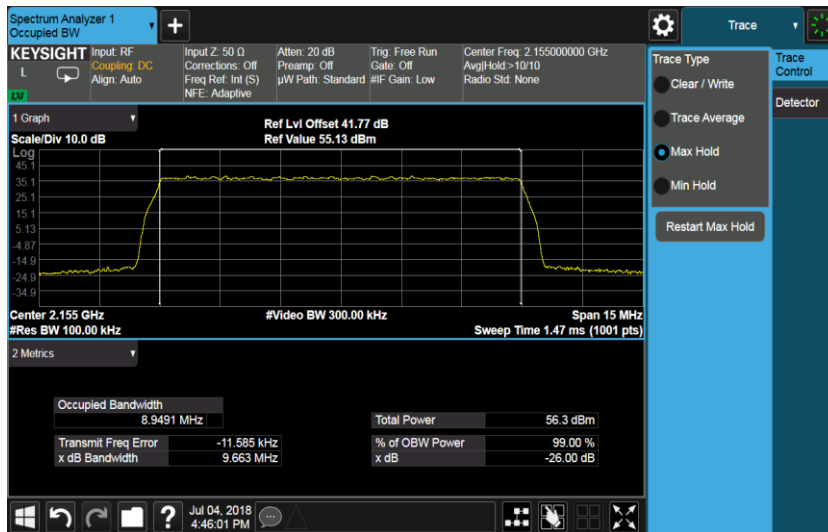 Spectrum Analyzer 1
Occupied BW
+
Trace
KEYSIGHT
L
LXI
Input: RF
Coupling: DC
Align: Auto
Input Z: 50 Ω
Corrections: Off
Freq Ref: Int (S)
NFE: Adaptive
Atten: 20 dB
Preamp: Off
µW Path: Standard
Trig: Free Run
Gate: Off
#IF Gain: Low
Center Freq: 2.155000000 GHz
Avg|Hold:>10/10
Radio Std: None
1 Graph
Scale/Div 10.0 dB
Ref Lvl Offset 41.77 dB
Ref Value 55.13 dBm
Log
45.1
35.1
25.1
15.1
5.13
-4.87
-14.9
-24.9
-34.9
Center 2.155 GHz
#Res BW 100.00 kHz
#Video BW 300.00 kHz
Span 15 MHz
Sweep Time 1.47 ms (1001 pts)
2 Metrics
Occupied Bandwidth
8.9491 MHz
Total Power 56.3 dBm
Transmit Freq Error -11.585 kHz
% of OBW Power 99.00 %
x dB Bandwidth 9.663 MHz
x dB -26.00 dB
Trace Type
Clear / Write
Trace Average
Max Hold
Min Hold
Restart Max Hold
Trace
Control
Detector
?
Jul 04, 2018
4:46:01 PM